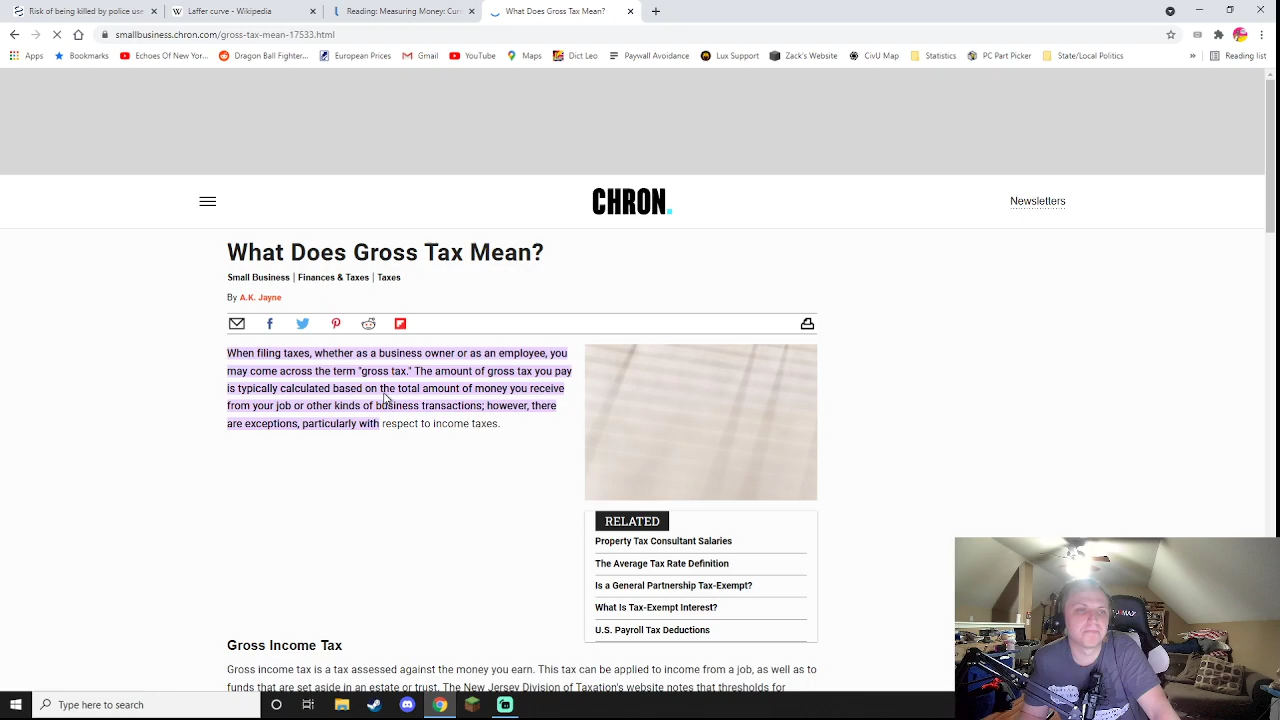 Risk of being killed by police use
Laffer curve - Wikipedia
Reading: Measuring Money: Cur
What Does Gross Tax Mean?
smallbusiness.chron.com/gross-tax-mean-17533.html
Apps
Bookmarks
Echoes Of New Yor...
Dragon Ball Fighter...
European Prices
Gmail
YouTube
Maps
Dict Leo
Paywall Avoidance
Lux Support
Zack's Website
CivU Map
Statistics
PC Part Picker
State/Local Politics
»
Reading list
CHRON.
Newsletters
What Does Gross Tax Mean?
Small Business | Finances & Taxes | Taxes
By A.K. Jayne
When filing taxes, whether as a business owner or as an employee, you
may come across the term "gross tax." The amount of gross tax you pay
is typically calculated based on the total amount of money you receive
from your job or other kinds of business transactions; however, there
are exceptions, particularly with respect to income taxes.
RELATED
Property Tax Consultant Salaries
The Average Tax Rate Definition
Is a General Partnership Tax-Exempt?
What Is Tax-Exempt Interest?
U.S. Payroll Tax Deductions
Gross Income Tax
Gross income tax is a tax assessed against the money you earn. This tax can be applied to income from a job, as well as to
funds that are set aside in an estate or trust. The New Jersey Division of Taxation's website notes that thresholds for
Type here to search